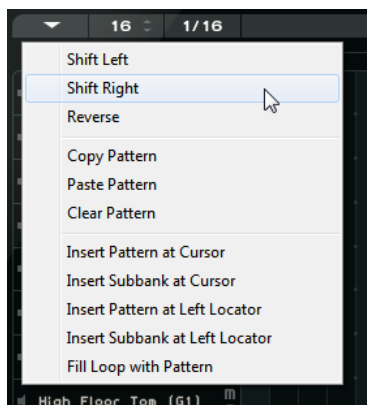 16 1/16
Shift Left
Shift Right
Reverse
Copy Pattern
Paste Pattern
Clear Pattern
Insert Pattern at Cursor
Insert Subbank at Cursor
Insert Pattern at Left Locator
Insert Subbank at Left Locator
Fill Loop with Pattern
High Floor Tom (G1) m